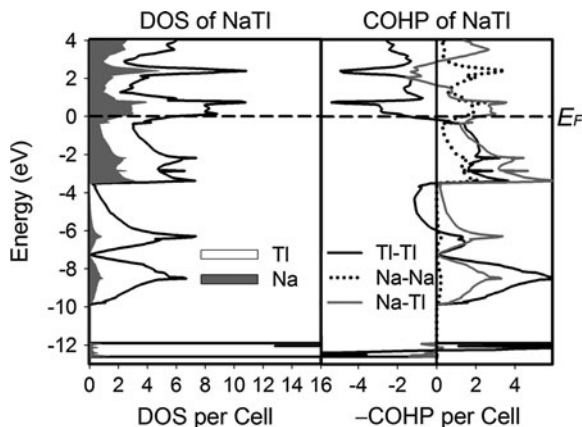 DOS of NaTl
COHP of NaTl
4
2
0
-2
-4
-6
-8
-10
-12
Energy (eV)
E_F
Tl
Na
Tl-Tl
Na-Na
Na-Tl
0 2 4 6 8 10 12 14 16
-4 -2 0 2 4
DOS per Cell
–COHP per Cell